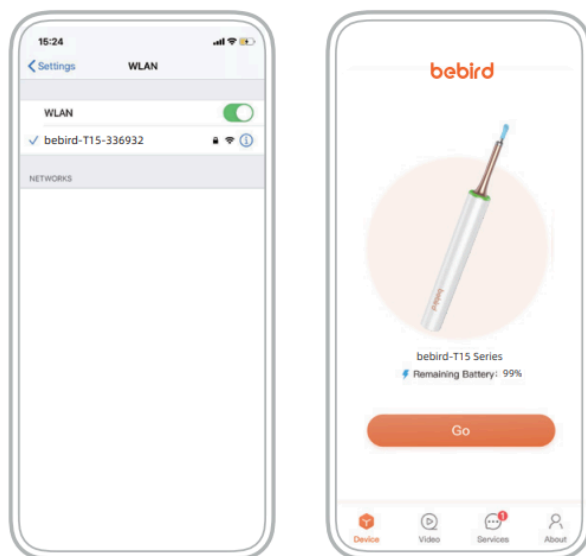 15:24
Settings
WLAN
WLAN
bebird-T15-336932
NETWORKS
bebird
bebird
bebird-T15 Series
Remaining Battery: 99%
Go
1
Device
Video
Services
About